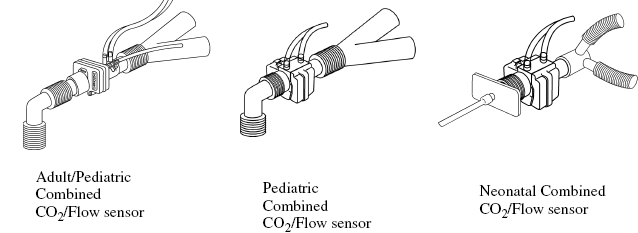 Adult/Pediatric
Combined
CO₂/Flow sensor
Pediatric
Combined
CO₂/Flow sensor
Neonatal Combined
CO₂/Flow sensor